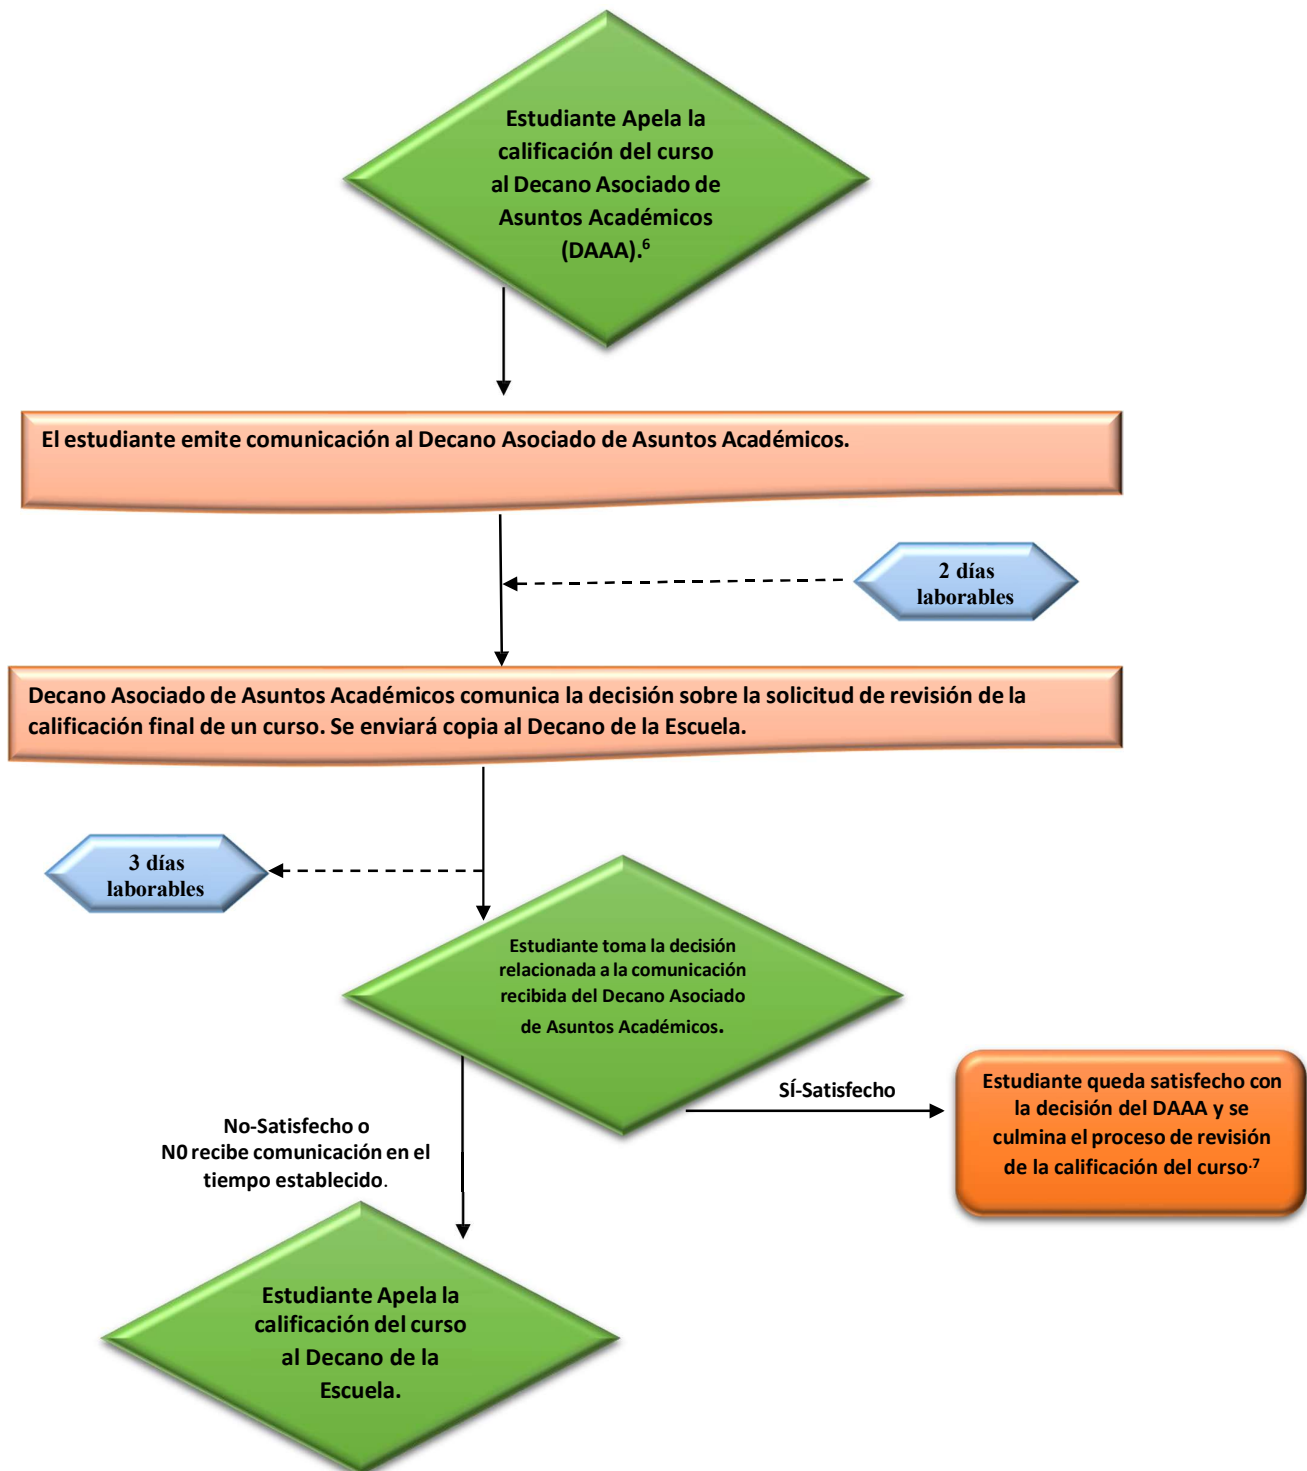 Estudiante Apela la
calificación del curso
al Decano Asociado de
Asuntos Académicos
(DAAA).6
El estudiante emite comunicación al Decano Asociado de Asuntos Académicos.
2 días
laborables
Decano Asociado de Asuntos Académicos comunica la decisión sobre la solicitud de revisión de la
calificación final de un curso. Se enviará copia al Decano de la Escuela.
3 días
laborables
Estudiante toma la decisión
relacionada a la comunicación
recibida del Decano Asociado
de Asuntos Académicos.
SÍ-Satisfecho
Estudiante queda satisfecho con
la decisión del DAAA y se
culmina el proceso de revisión
de la calificación del curso.7
No-Satisfecho o
N0 recibe comunicación en el
tiempo establecido.
Estudiante Apela la
calificación del curso
al Decano de la
Escuela.